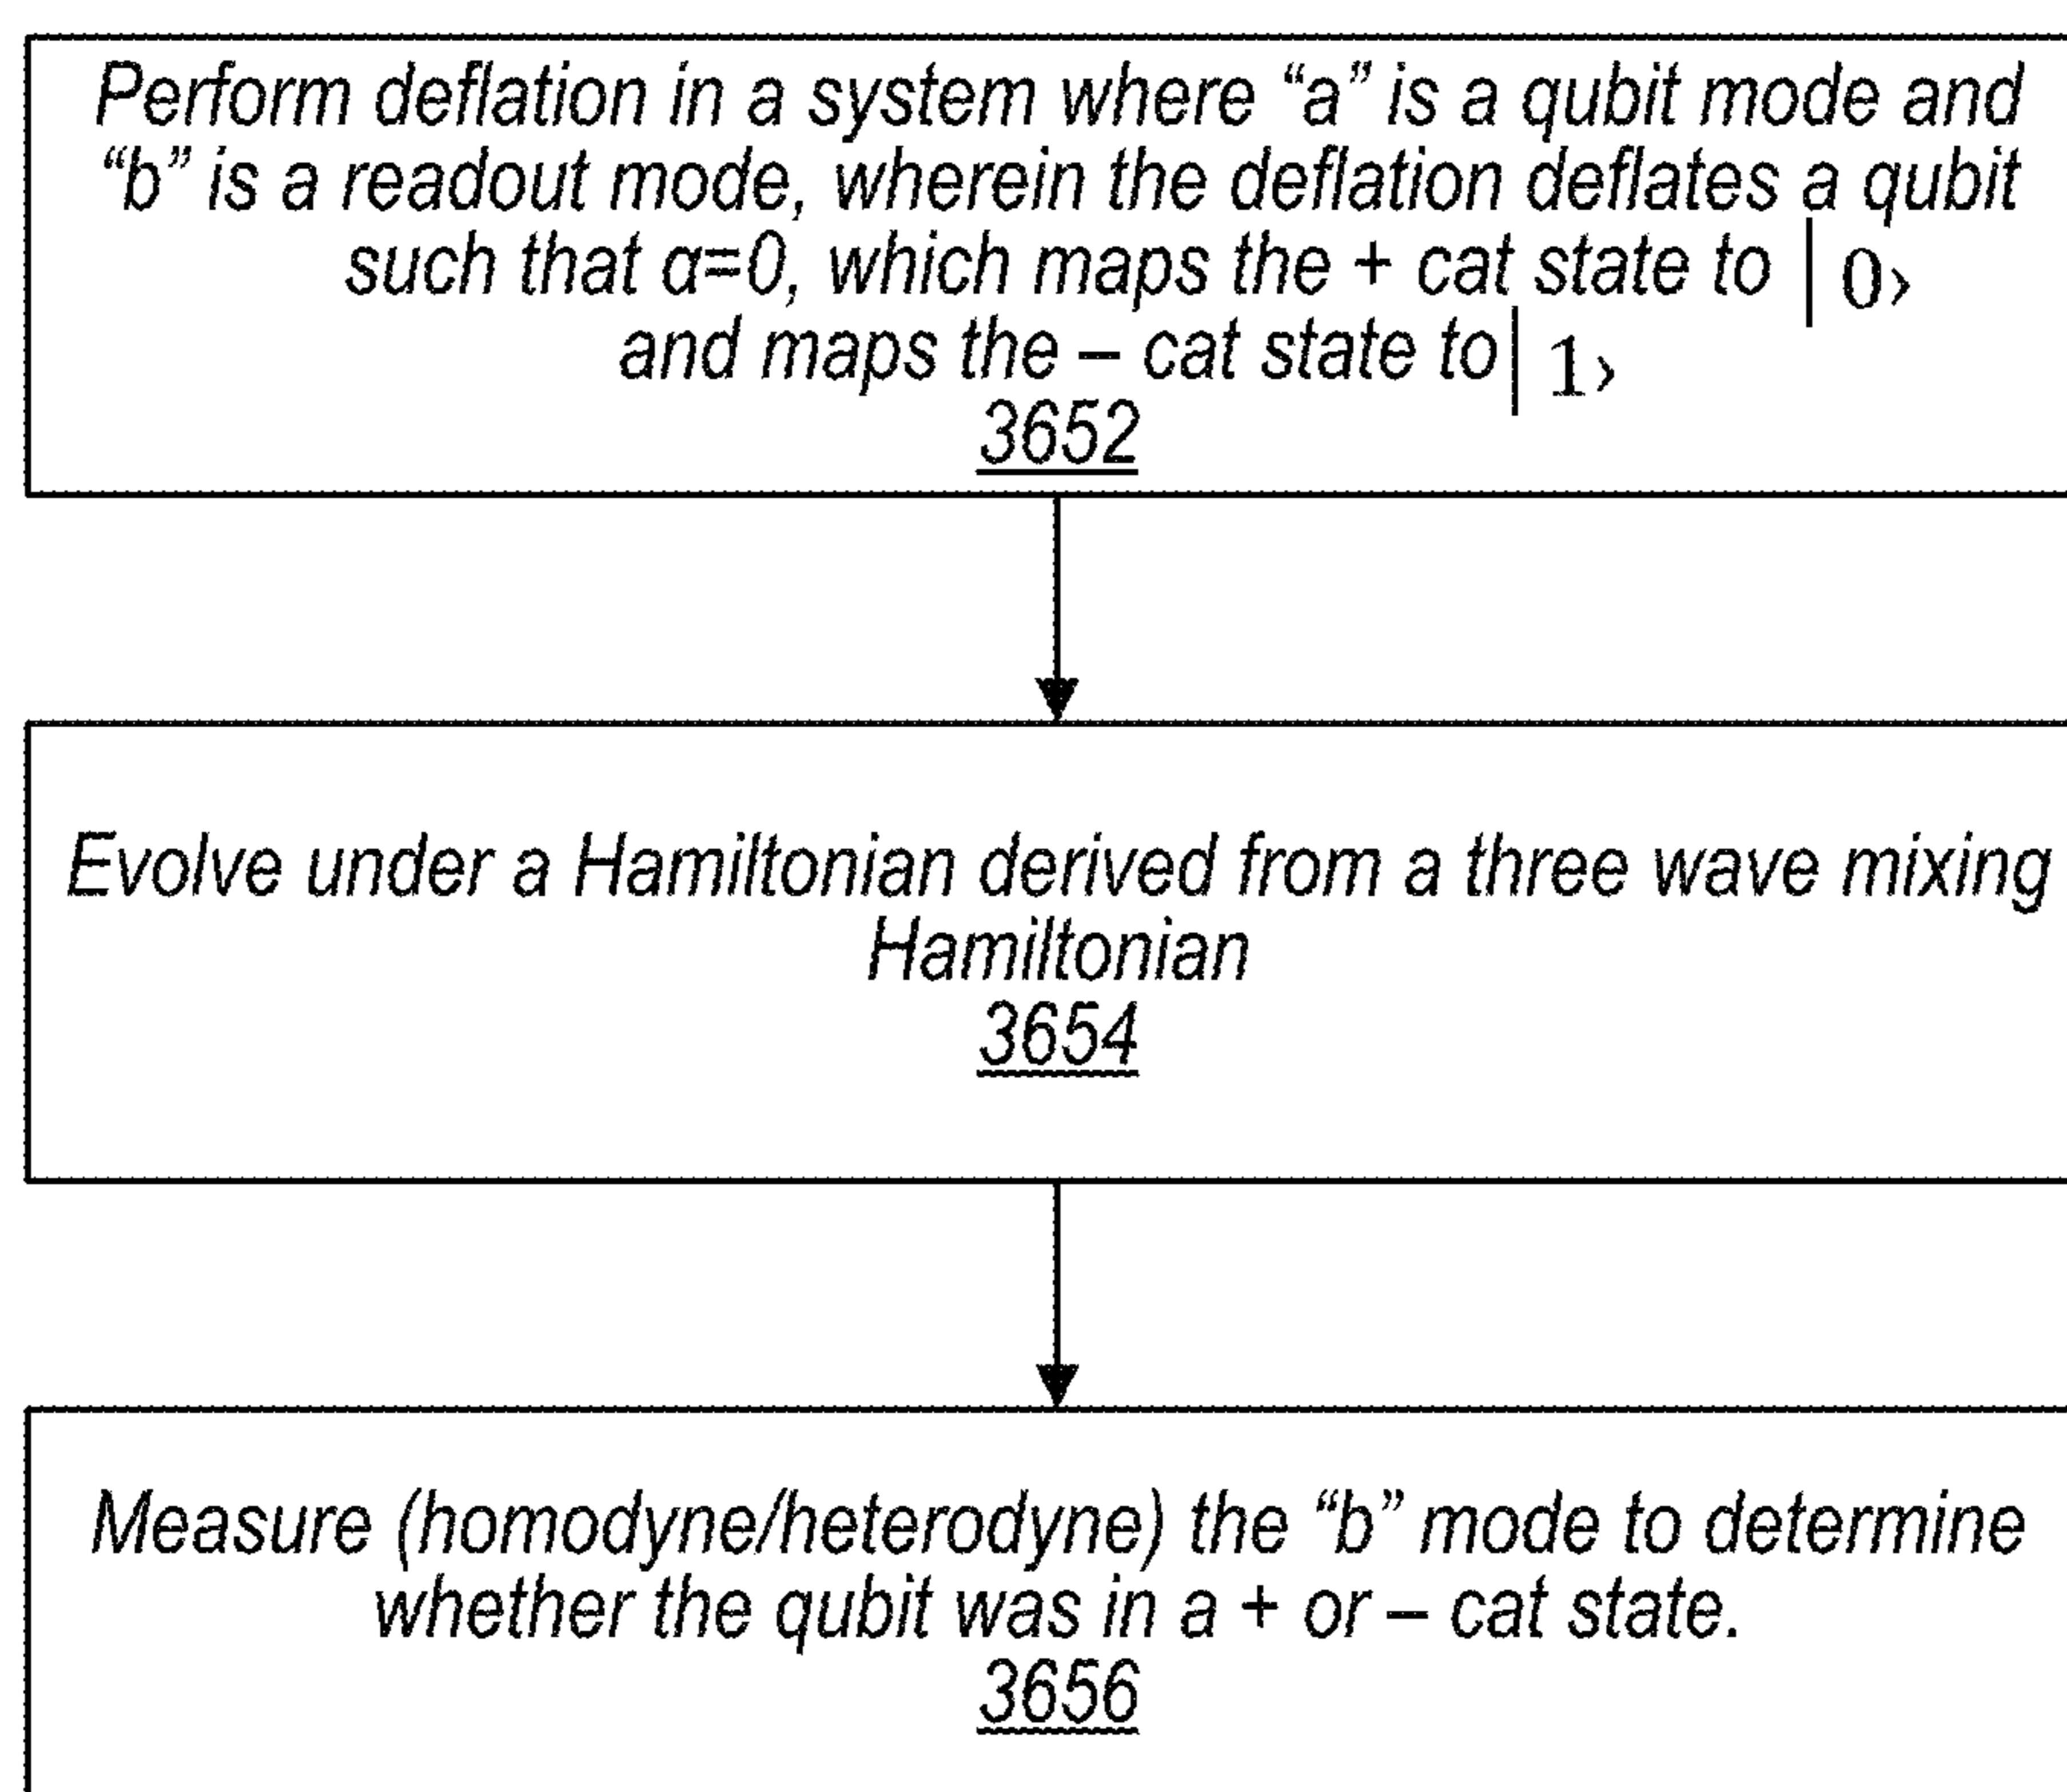 Perform deflation in a system where “a” is a qubit mode and
“b” is a readout mode, wherein the deflation deflates a qubit
such that α=0, which maps the + cat state to | 0›
and maps the – cat state to | 1›
3652
Evolve under a Hamiltonian derived from a three wave mixing
Hamiltonian
3654
Measure (homodyne/heterodyne) the “b” mode to determine
whether the qubit was in a + or – cat state.
3656